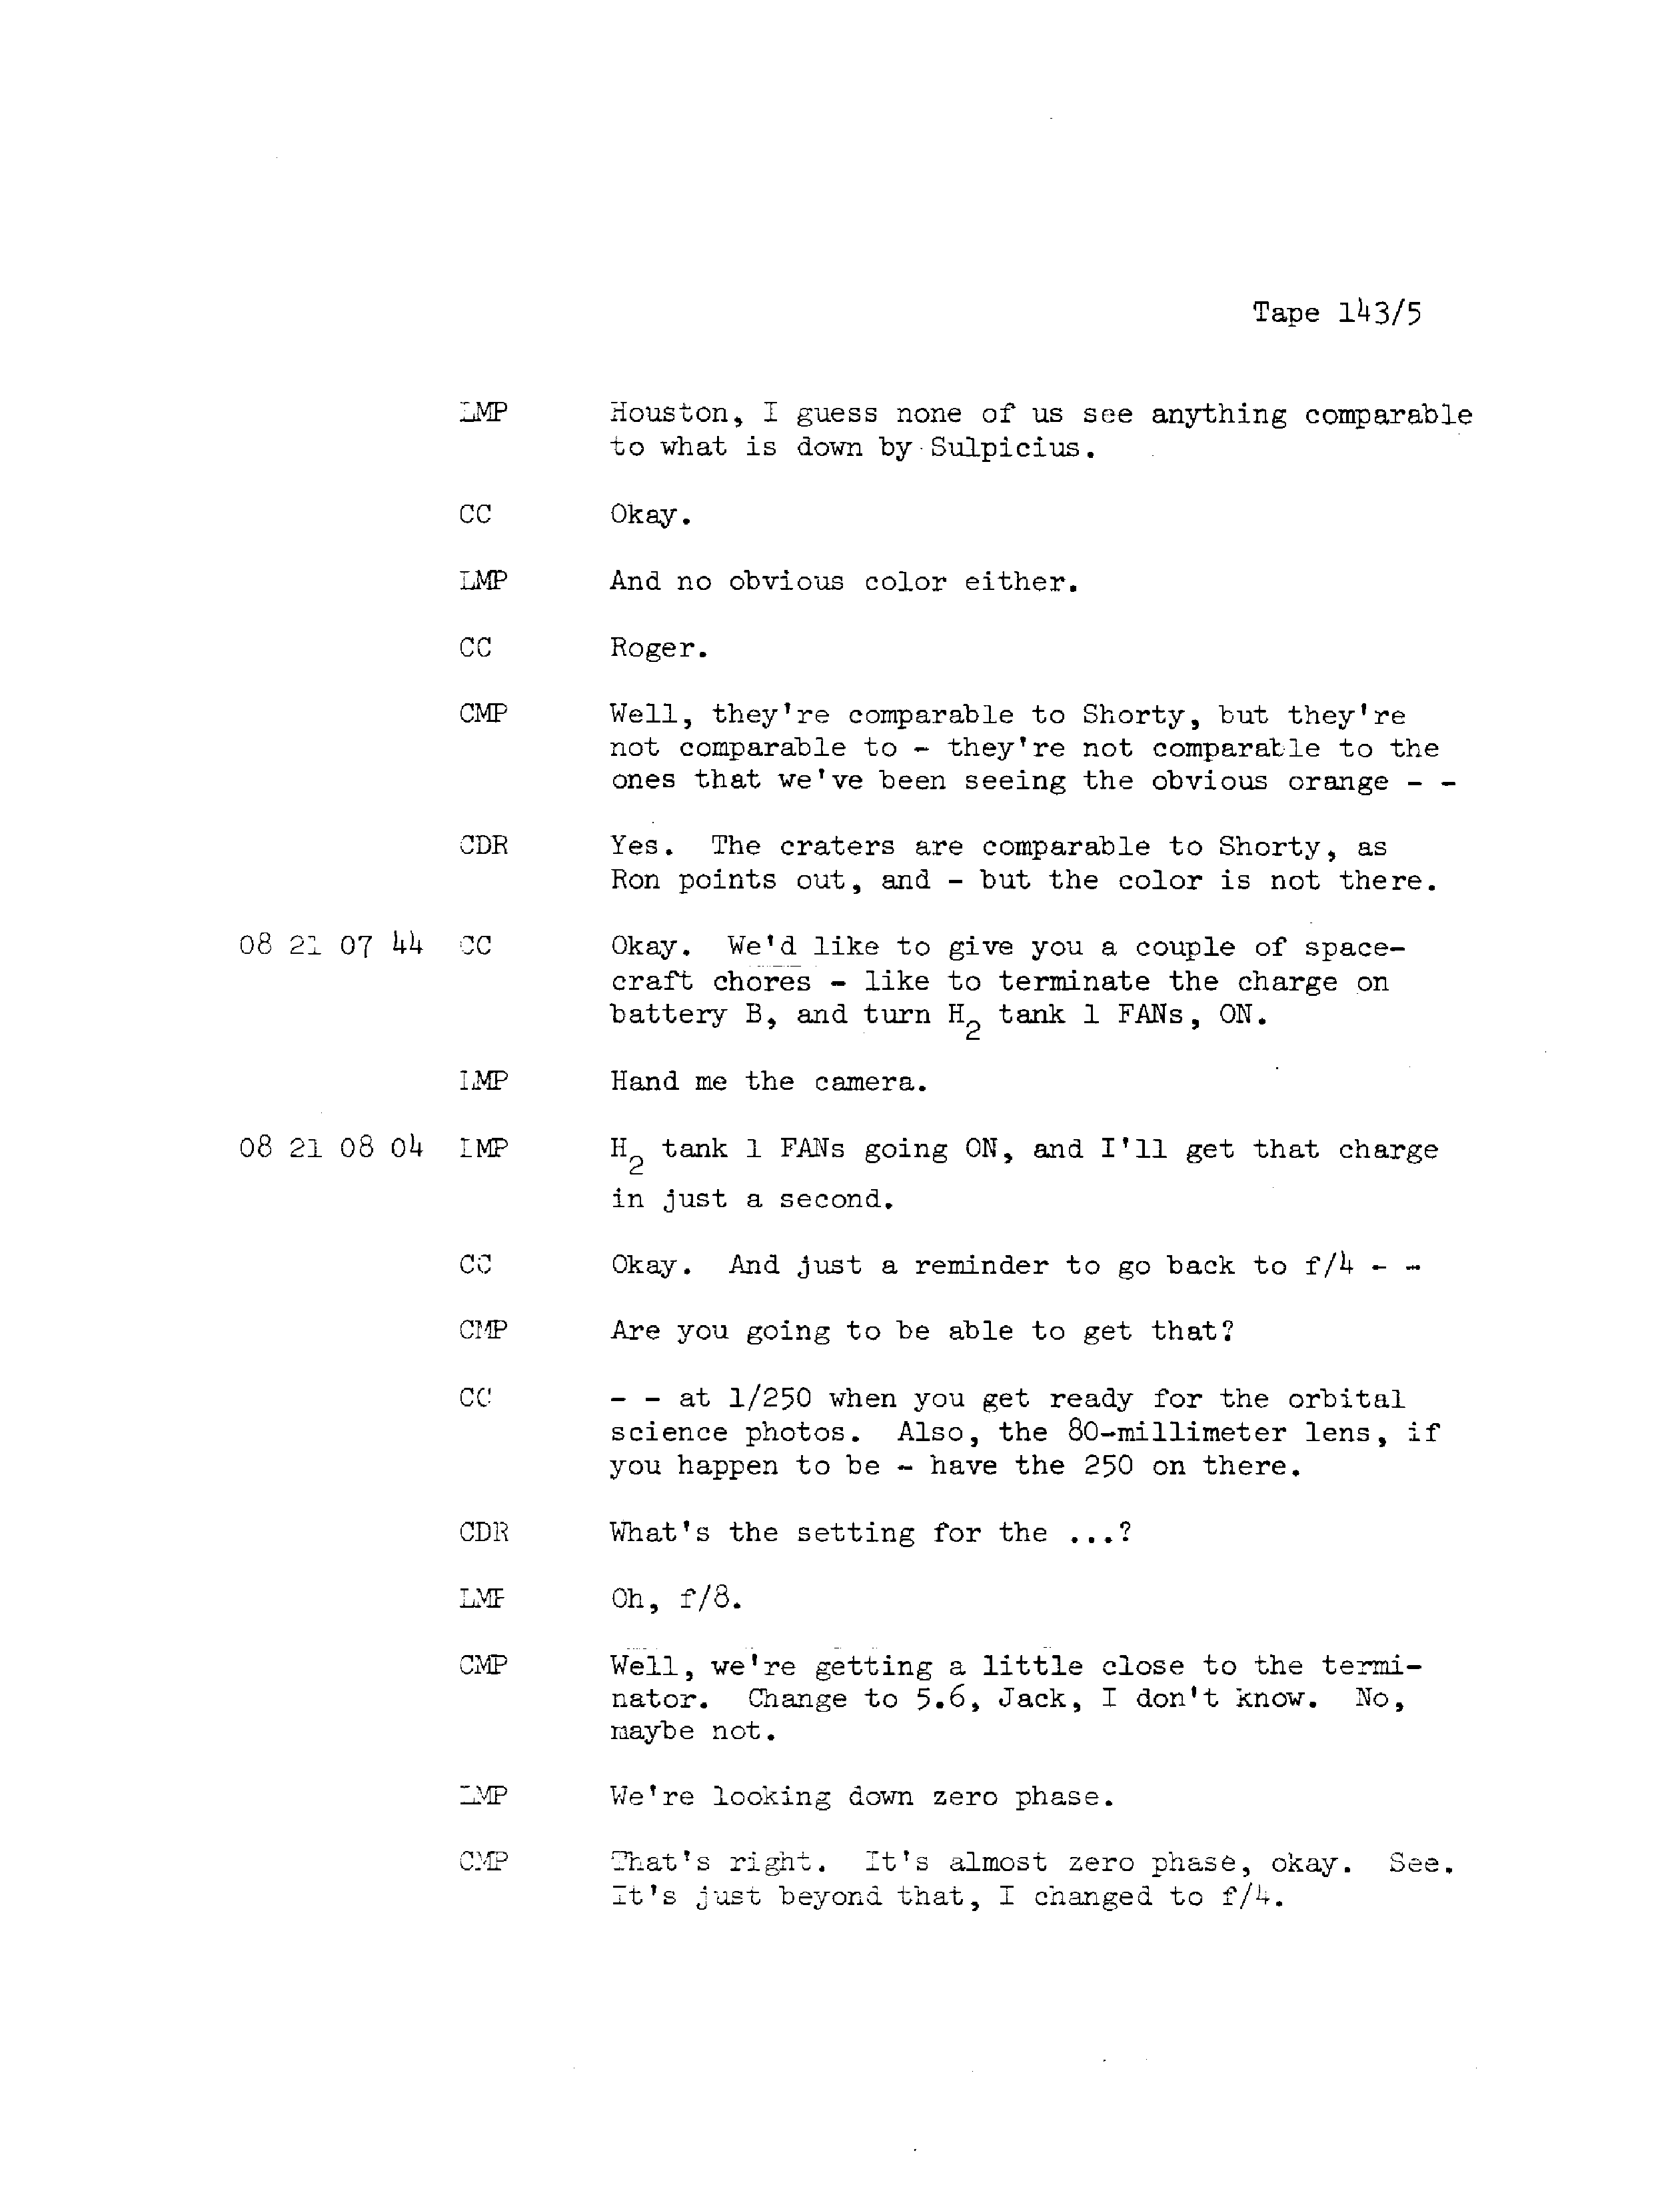 Tape 143/5
LMP Houston, I guess none of us see anything comparable
to what is down by Sulpicius.
CC Okay.
LMP And no obvious color either.
CC Roger.
CMP Well, they're comparable to Shorty, but they're
not comparable to - they're not comparable to the
ones that we've been seeing the obvious orange - -
CDR Yes. The craters are comparable to Shorty, as
Ron points out, and - but the color is not there.
08 21 07 44 CC Okay. We'd like to give you a couple of space-
craft chores - like to terminate the charge on
battery B, and turn H2 tank 1 FANs, ON.
LMP Hand me the camera.
08 21 08 04 LMP H2 tank 1 FANs going ON, and I'll get that charge
in just a second.
CC Okay. And just a reminder to go back to f/4 - -
CMP Are you going to be able to get that?
CC - - at 1/250 when you get ready for the orbital
science photos. Also, the 80-millimeter lens, if
you happen to be - have the 250 on there.
CDR What's the setting for the ...?
LMP Oh, f/8.
CMP Well, we're getting a little close to the termi-
nator. Change to 5.6, Jack, I don't know. No,
maybe not.
LMP We're looking down zero phase.
CMP That's right. It's almost zero phase, okay. See.
It's just beyond that, I changed to f/4.